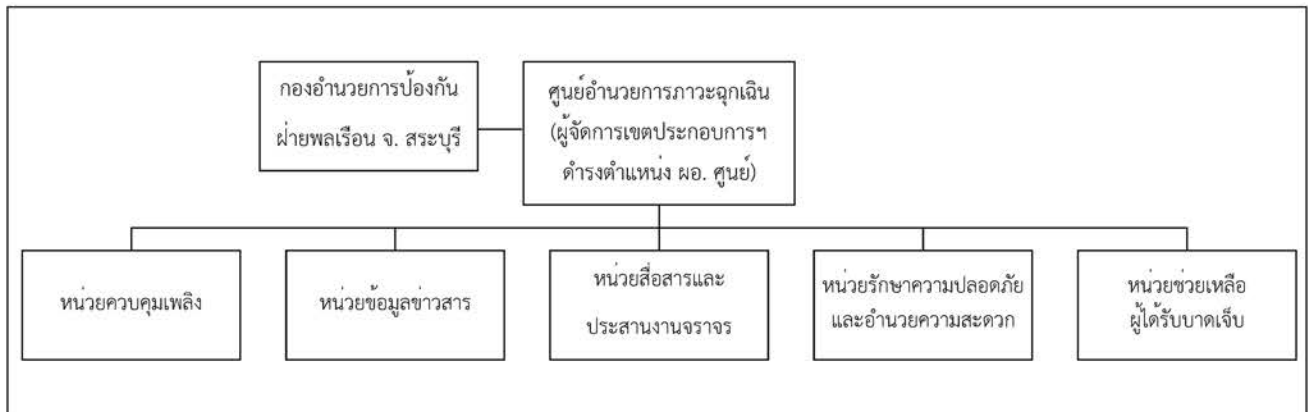 กองอำนวยการป้องกัน
ฝ่ายพลเรือน จ. สระบุรี
ศูนย์อำนวยการภาวะฉุกเฉิน
(ผู้จัดการเขตประกอบการฯ
ดำรงตำแหน่ง ผอ. ศูนย์)
หน่วยควบคุมเพลิง
หน่วยข้อมูลข่าวสาร
หน่วยสื่อสารและ
ประสานงานจราจร
หน่วยรักษาความปลอดภัย
และอำนวยความสะดวก
หน่วยช่วยเหลือ
ผู้ได้รับบาดเจ็บ